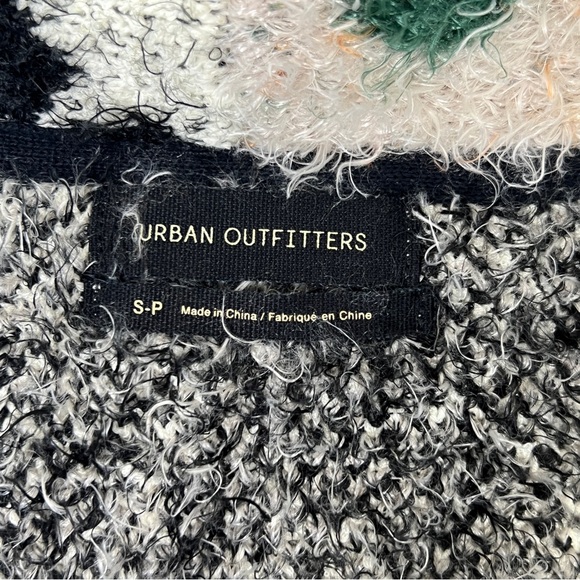 URBAN OUTFITTERS
S-P Made in China / Fabriqué en Chine